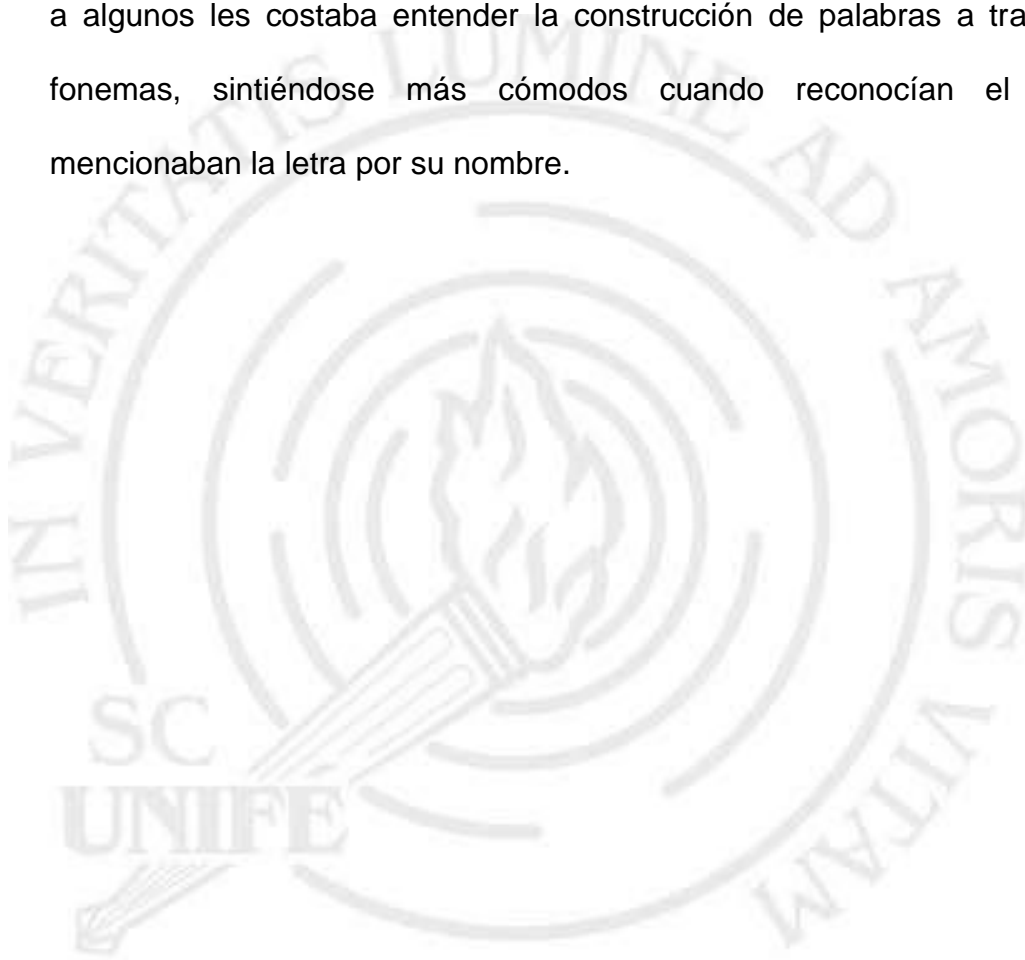 a algunos les costaba entender la construcción de palabras a tra
fonemas, sintiéndose más cómodos cuando reconocían el
mencionaban la letra por su nombre.
IN VERITATIS LUMINE AD AMORIS VITAM
SC
UNIFÉ